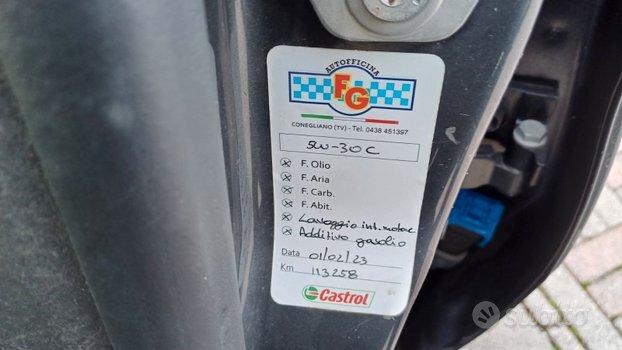 AUTOFFICINA
FG
CONEGLIANO (TV) - Tel. 0438 451397
5W-30 C
F. Olio
F. Aria
F. Carb.
F. Abit.
Lavaggio int. motore
Additivo gasolio
Data 01/02/23
Km 113258
Castrol
subito